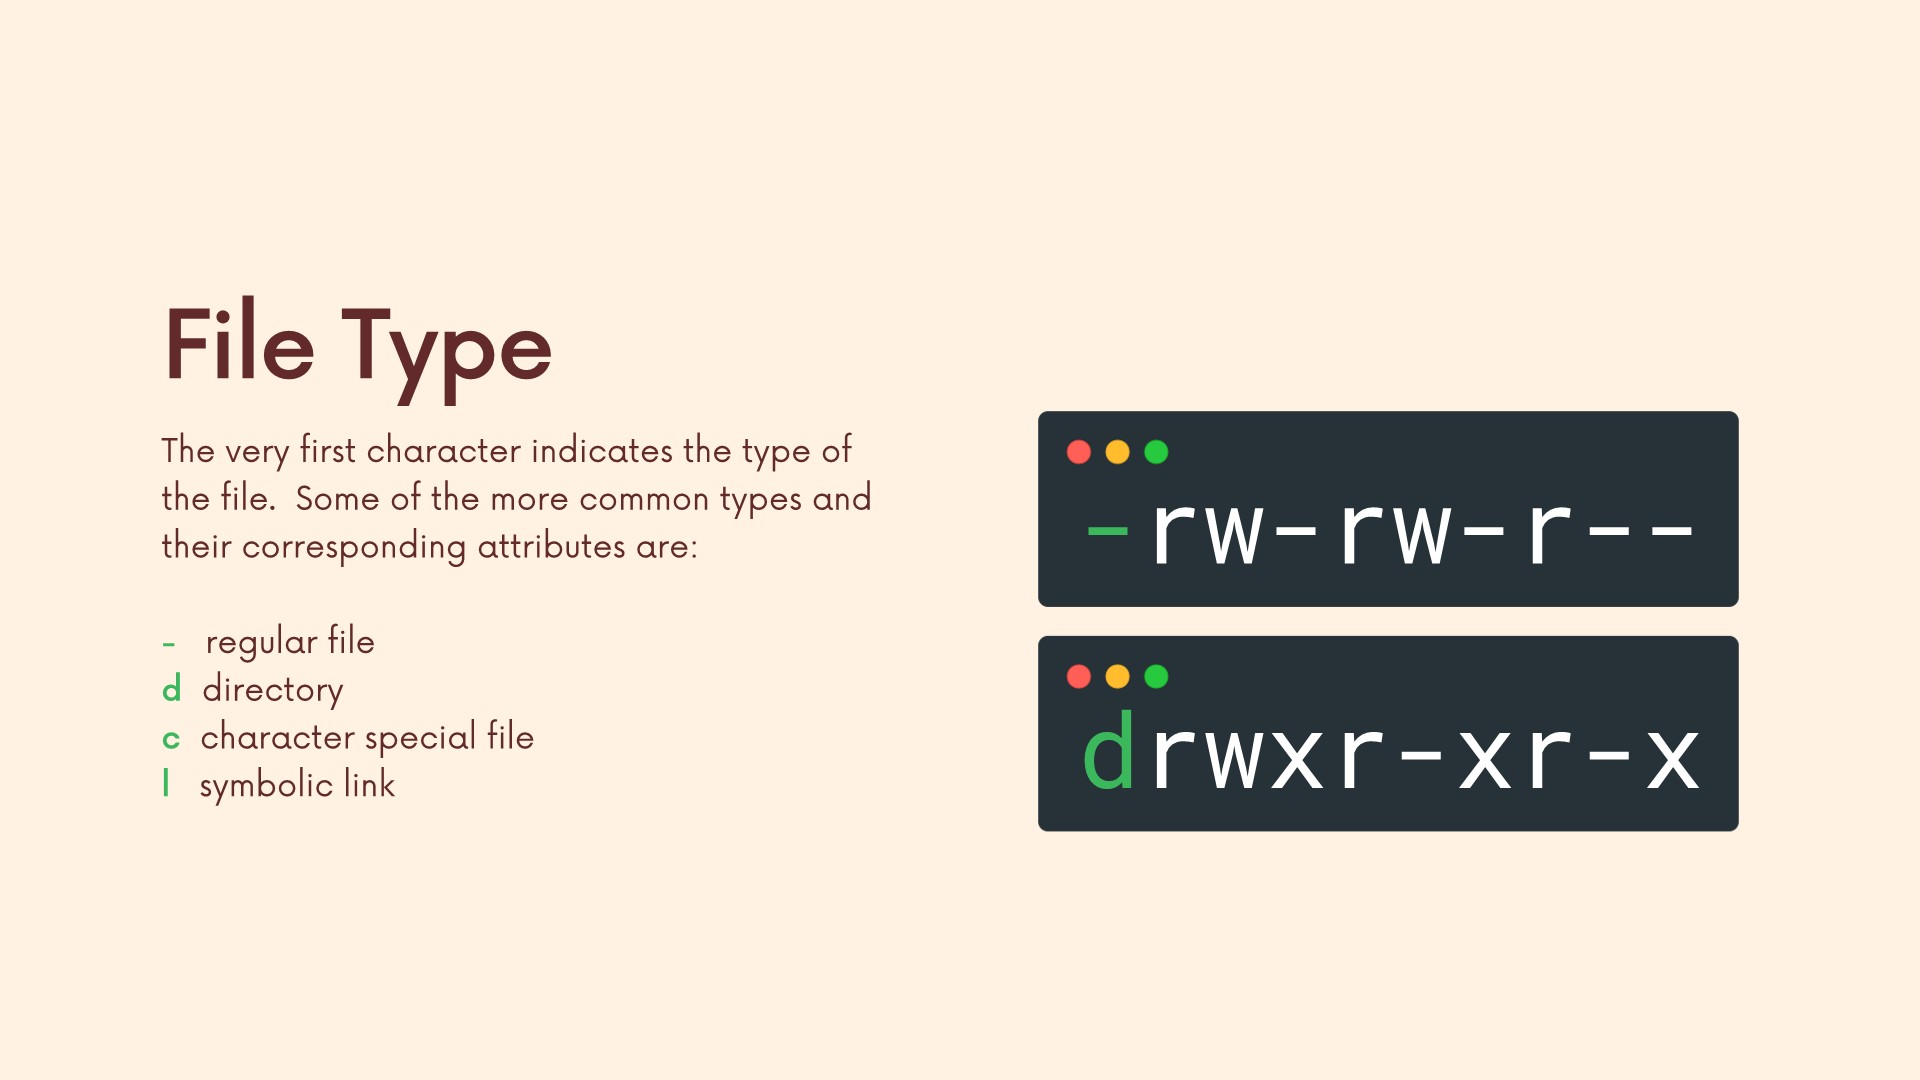 File Type
The very first character indicates the type of
the file.  Some of the more common types and
their corresponding attributes are:
-   regular file
d  directory
c  character special file
l   symbolic link
-rw-rw-r--
drwxr-xr-x